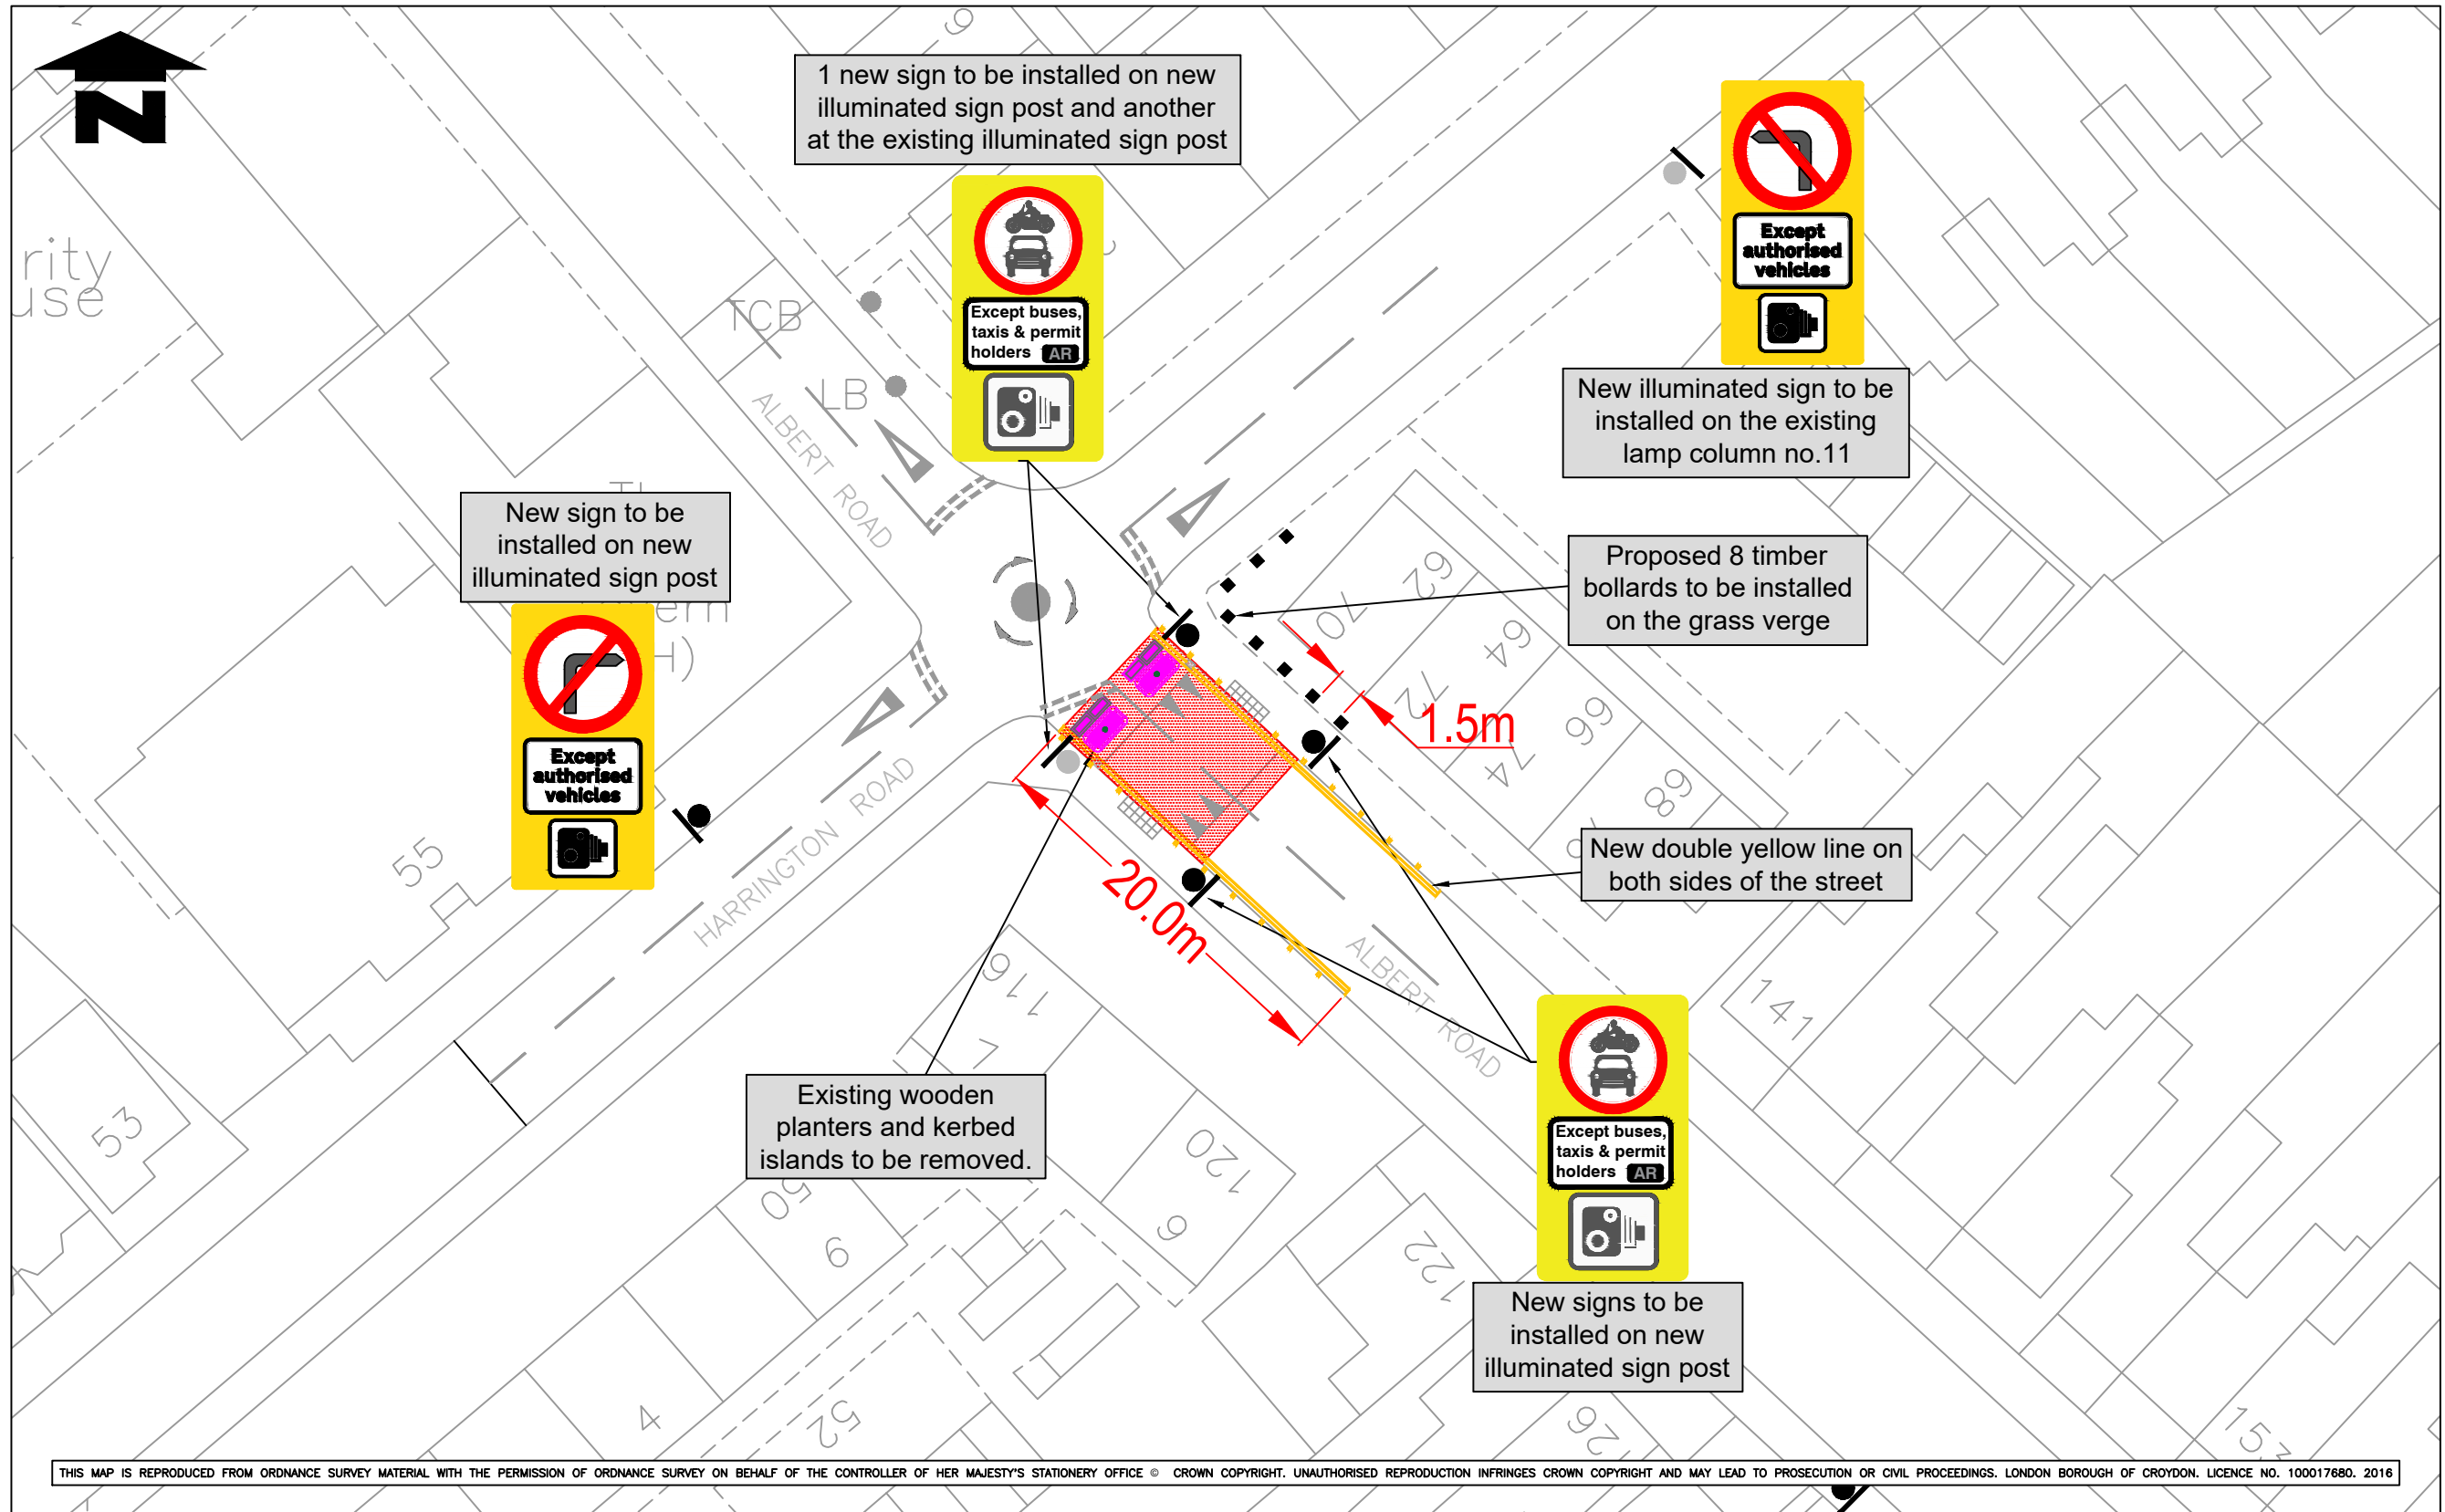 N
1 new sign to be installed on new
illuminated sign post and another
at the existing illuminated sign post
Except buses,
taxis & permit
holders AR
Except
authorised
vehicles
New illuminated sign to be
installed on the existing
lamp column no.11
rity
use
TCB
LB
ALBERT ROAD
New sign to be
installed on new
illuminated sign post
Except
authorised
vehicles
Proposed 8 timber
bollards to be installed
on the grass verge
62
70
64
72
66
74
68
1.5m
20.0m
55
HARRINGTON ROAD
New double yellow line on
both sides of the street
ALBERT ROAD
141
116
7
Existing wooden
planters and kerbed
islands to be removed.
53
50
120
122
Except buses,
taxis & permit
holders AR
New signs to be
installed on new
illuminated sign post
4
52
126
153
THIS MAP IS REPRODUCED FROM ORDNANCE SURVEY MATERIAL WITH THE PERMISSION OF ORDNANCE SURVEY ON BEHALF OF THE CONTROLLER OF HER MAJESTY'S STATIONERY OFFICE © CROWN COPYRIGHT. UNAUTHORISED REPRODUCTION INFRINGES CROWN COPYRIGHT AND MAY LEAD TO PROSECUTION OR CIVIL PROCEEDINGS. LONDON BOROUGH OF CROYDON. LICENCE NO. 100017680. 2016